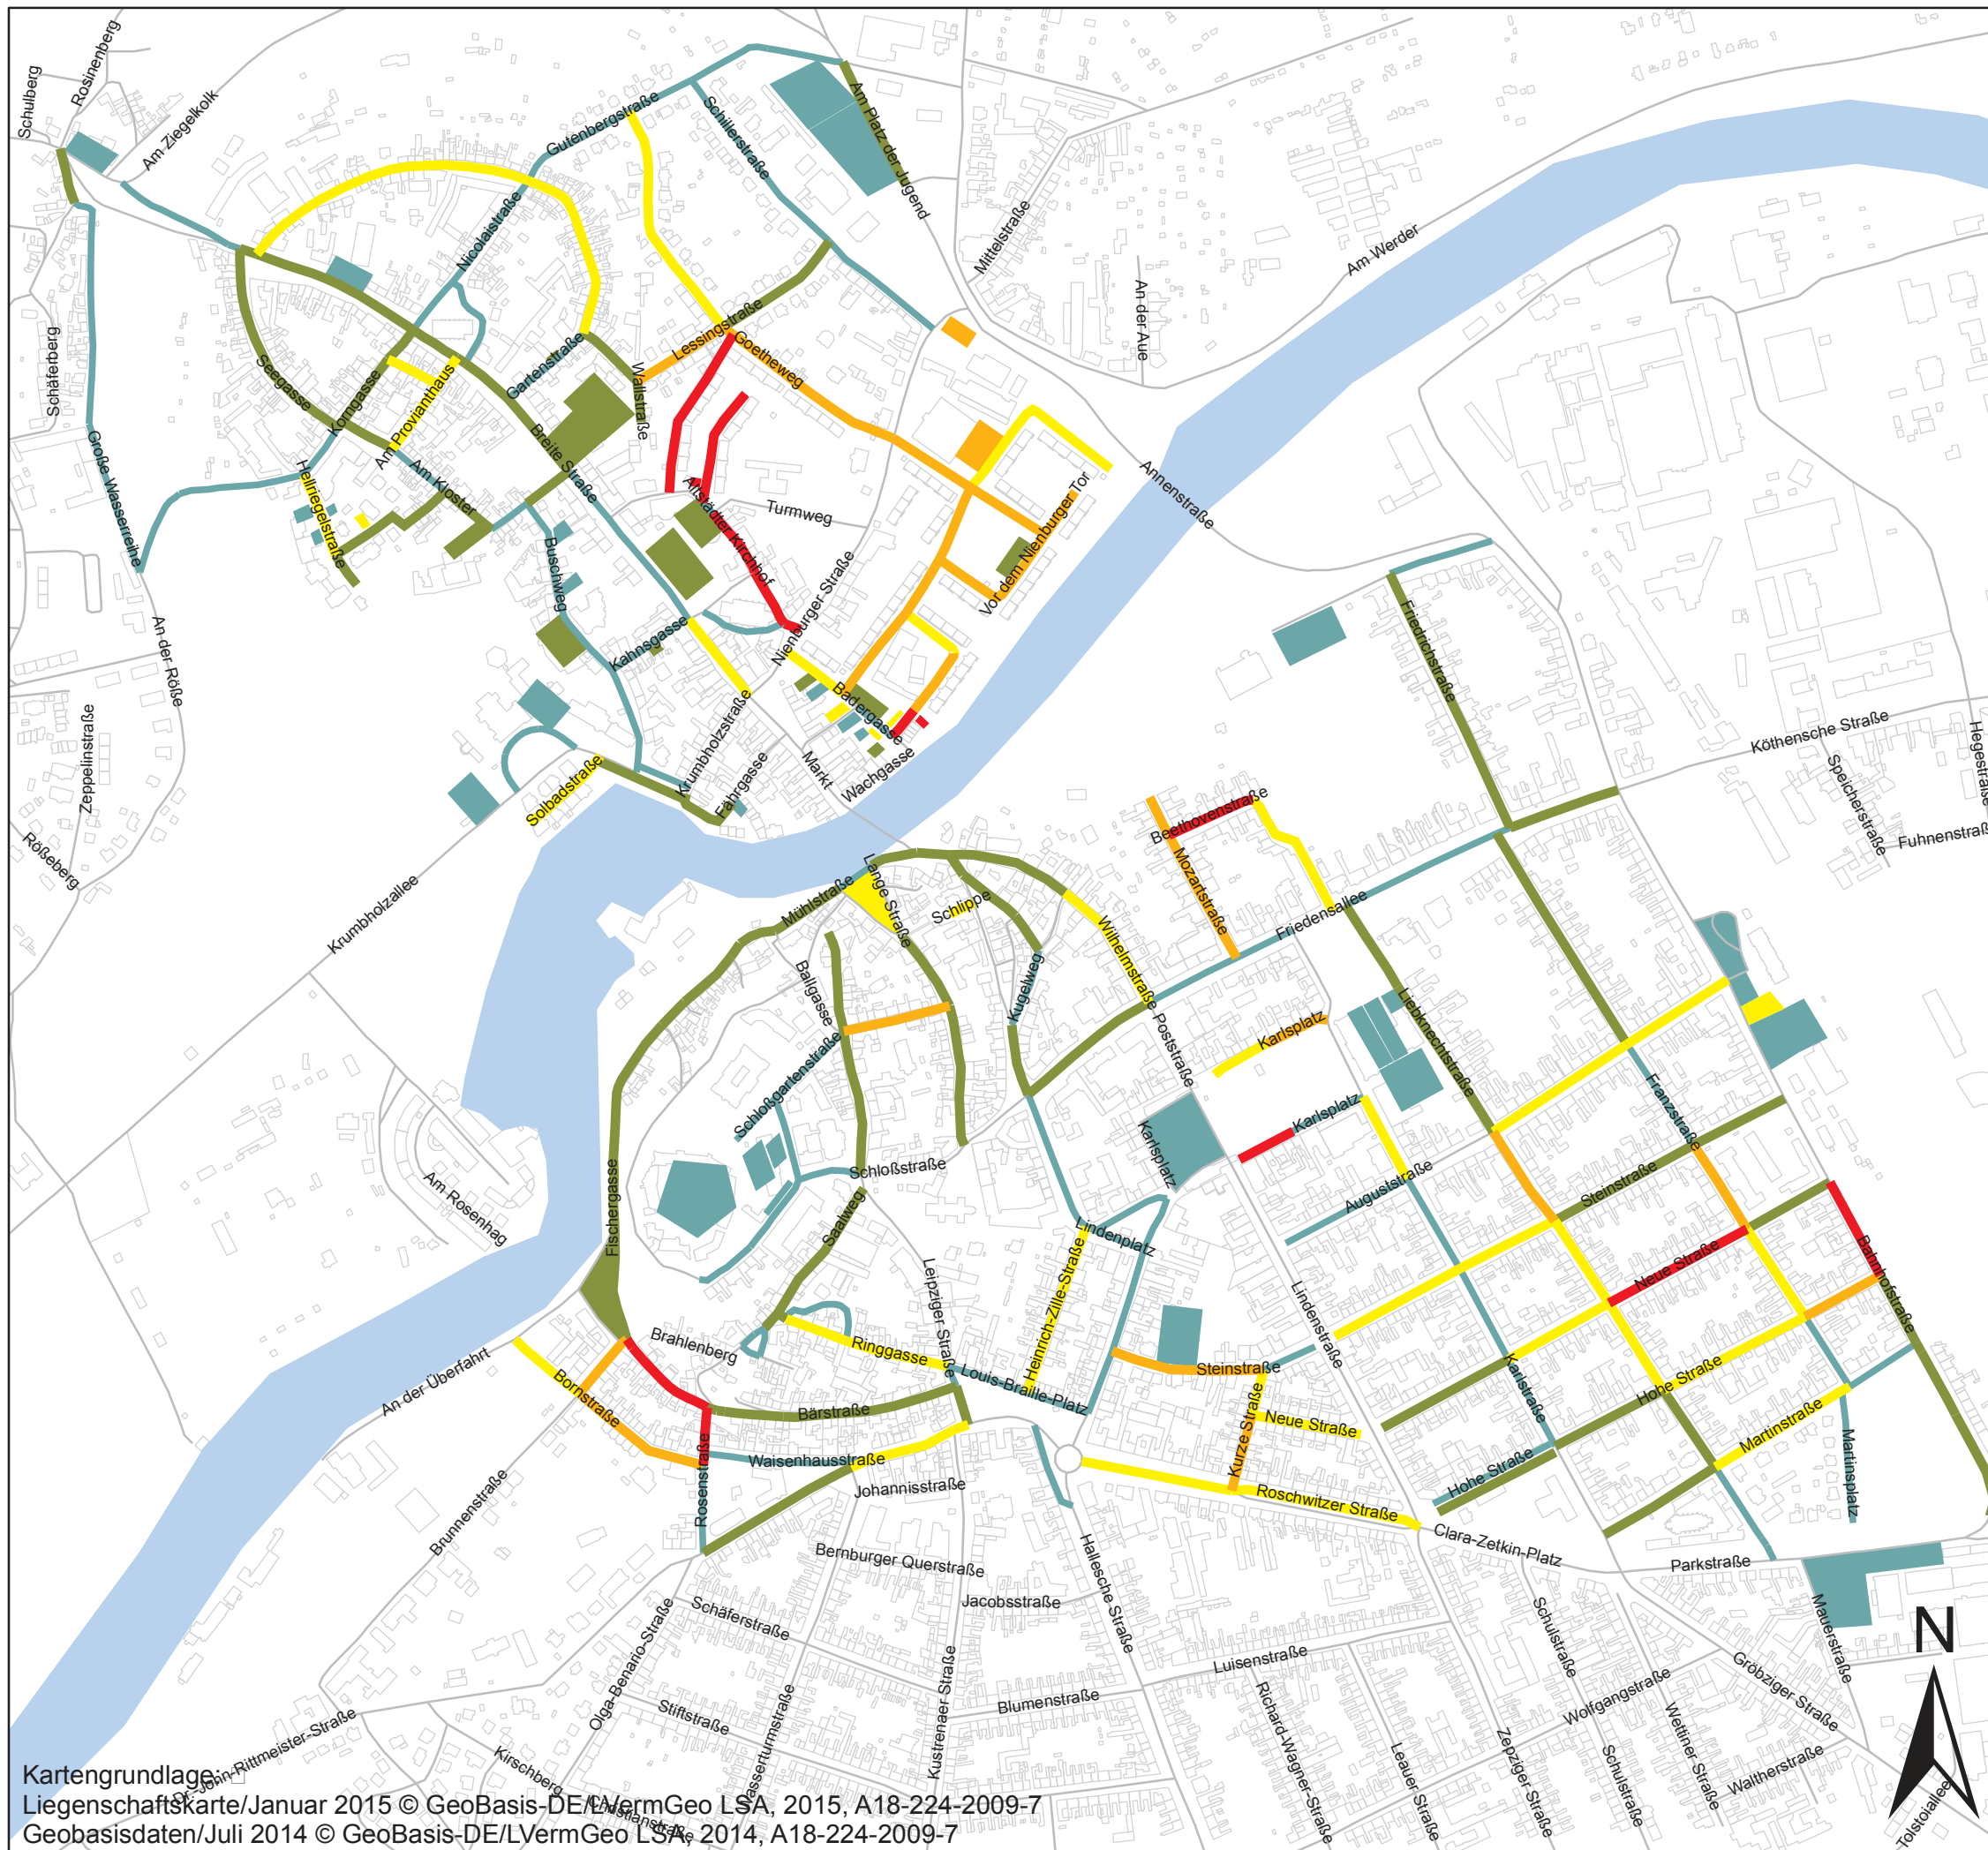 Schulberg
Rosinenberg
Am Ziegelkolk
Gutenbergstraße
Schillerstraße
Am Platz der Jugend
Nicolaistraße
Mittelstraße
Am Werder
An der Aue
Schäferberg
Seegasse
Korngasse
Am Provianthaus
Gartenstraße
Wallstraße
Lessingstraße
Goetheweg
Große Wasserreihe
Hellriegelstraße
Am Kloster
Breite Straße
Altstädter Kirchhof
Turmweg
Vor dem Nienburger Tor
Annenstraße
Buschweg
Nienburger Straße
Kahnsgasse
An der Röße
Friedrichstraße
Zeppelinstraße
Krumbholzstraße
Badergasse
Köthensche Straße
Hegestraße
Speicherstraße
Fuhnenstraß
Solbadstraße
Fährgasse
Markt
Wachgasse
Rößeberg
Beethovenstraße
Mozartstraße
Krumbholzallee
Mühlstraße
Lange Straße
Schlippe
Wilhelmstraße
Friedensallee
Ballgasse
Kugelweg
Poststraße
Karlsplatz
Liebknechtstraße
Schloßgartenstraße
Karlsplatz
Karlsplatz
Franzstraße
Am Rosenhag
Fischergasse
Schloßstraße
Saalweg
Auguststraße
Steinstraße
Lindenplatz
Leipziger Straße
Heinrich-Zille-Straße
Lindenstraße
Neue Straße
Bahnhofstraße
Brahlenberg
Ringgasse
Louis-Braille-Platz
Steinstraße
Karlstraße
Hohe Straße
An der Überfahrt
Bornstraße
Bärstraße
Kurze Straße
Neue Straße
Martinstraße
Rosenstraße
Waisenhausstraße
Johannisstraße
Hohe Straße
Martinsplatz
Roschwitzer Straße
Brunnenstraße
Clara-Zetkin-Platz
Parkstraße
Bernburger Querstraße
Hallesche Straße
Jacobsstraße
Schäferstraße
Olga-Benario-Straße
Schulstraße
Mauerstraße
N
Luisenstraße
Gröbziger Straße
Wolfgangstraße
Kustrenaer Straße
Blumenstraße
Stiftstraße
Wasserturmstraße
Richard-Wagner-Straße
Leauer Straße
Zepziger Straße
Schulstraße
Wettiner Straße
Waltherstraße
Tolstoiallee
Dr.-John-Rittmeister-Straße
Kirschberg
Christianstraße
Kartengrundlage:
Liegenschaftskarte/Januar 2015 © GeoBasis-DE/LVermGeo LSA, 2015, A18-224-2009-7
Geobasisdaten/Juli 2014 © GeoBasis-DE/LVermGeo LSA, 2014, A18-224-2009-7